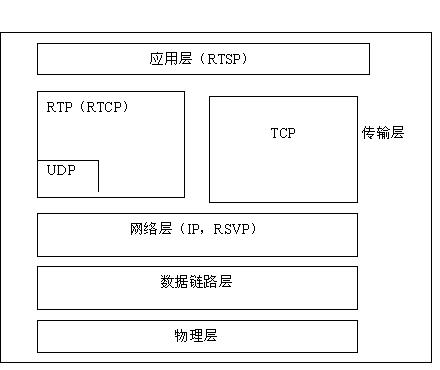 应用层（RTSP）
RTP（RTCP）
TCP
传输层
UDP
网络层（IP，RSVP）
数据链路层
物理层